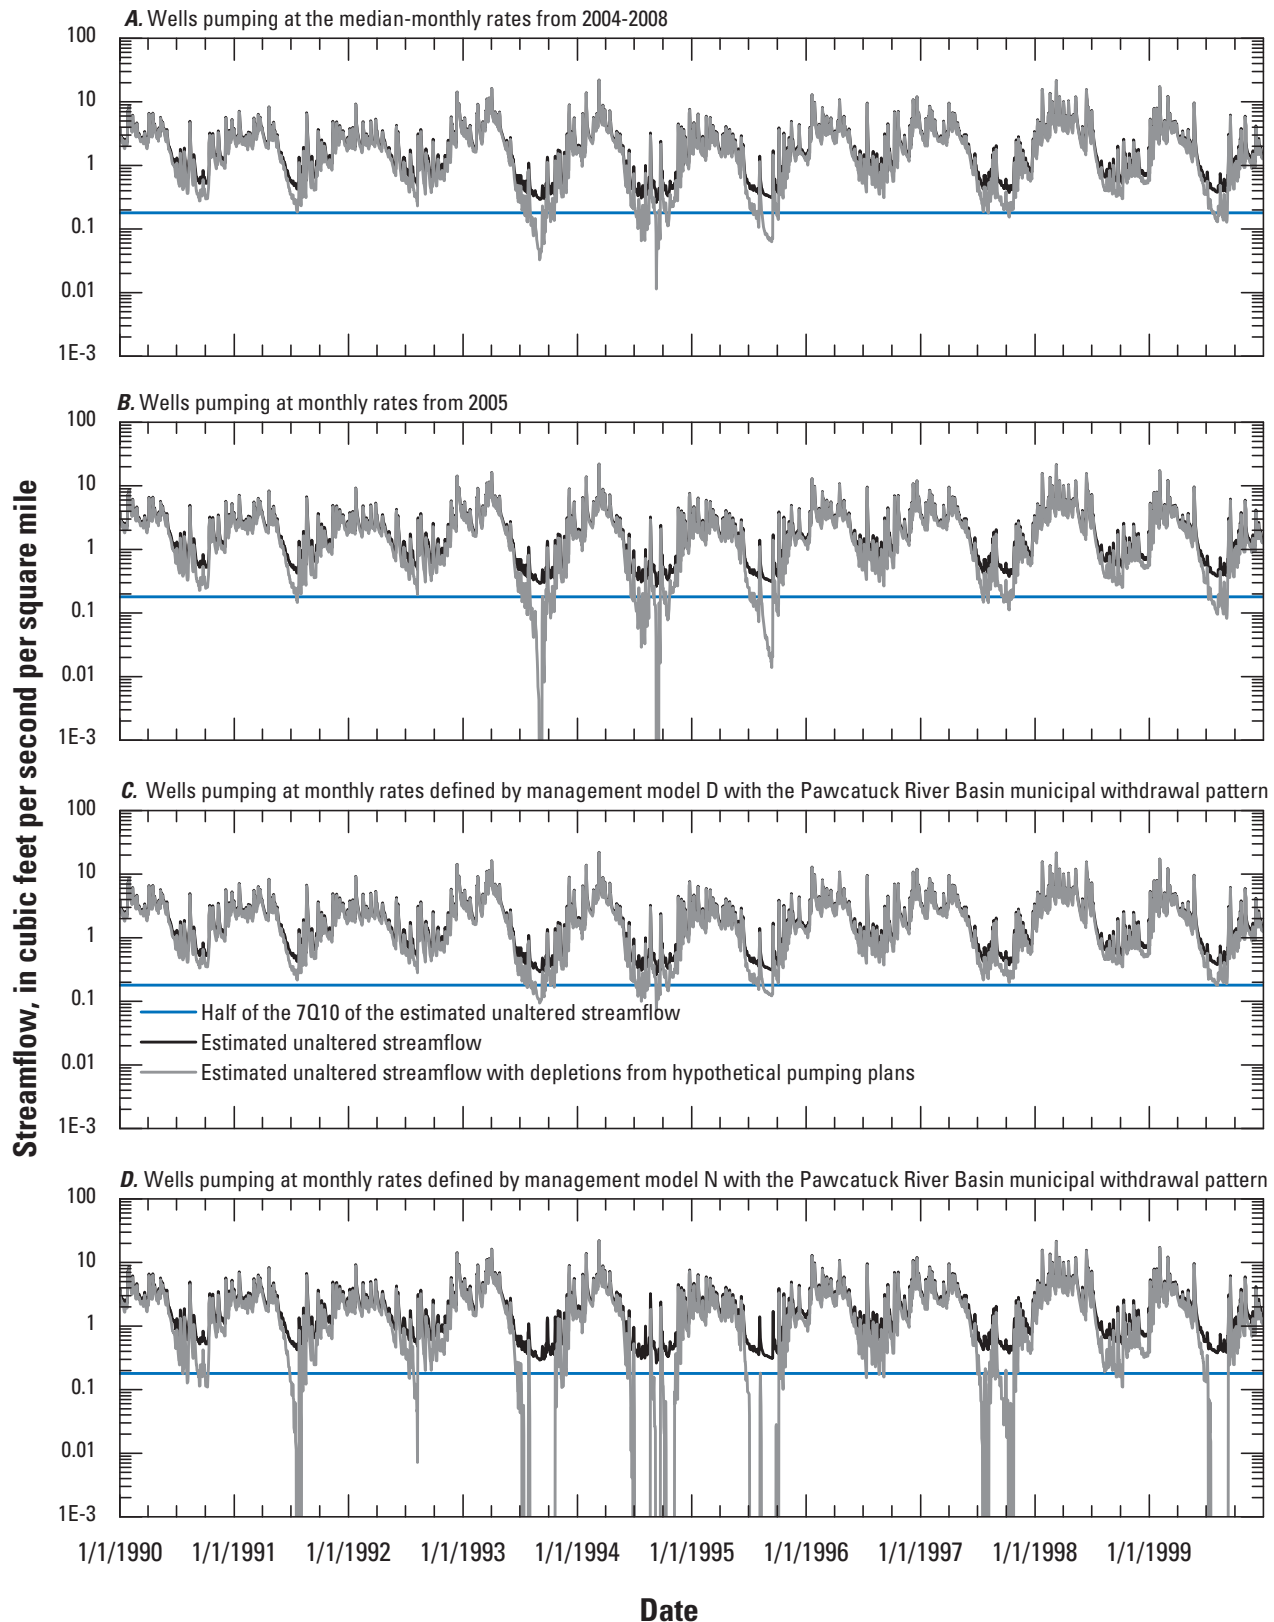 A. Wells pumping at the median-monthly rates from 2004-2008
100
10
1
0.1
0.01
1E-3
B. Wells pumping at monthly rates from 2005
100
10
1
0.1
0.01
1E-3
Streamflow, in cubic feet per second per square mile
C. Wells pumping at monthly rates defined by management model D with the Pawcatuck River Basin municipal withdrawal pattern
100
10
1
0.1
0.01
1E-3
Half of the 7Q10 of the estimated unaltered streamflow
Estimated unaltered streamflow
Estimated unaltered streamflow with depletions from hypothetical pumping plans
D. Wells pumping at monthly rates defined by management model N with the Pawcatuck River Basin municipal withdrawal pattern
100
10
1
0.1
0.01
1E-3
1/1/1990 1/1/1991 1/1/1992 1/1/1993 1/1/1994 1/1/1995 1/1/1996 1/1/1997 1/1/1998 1/1/1999
Date